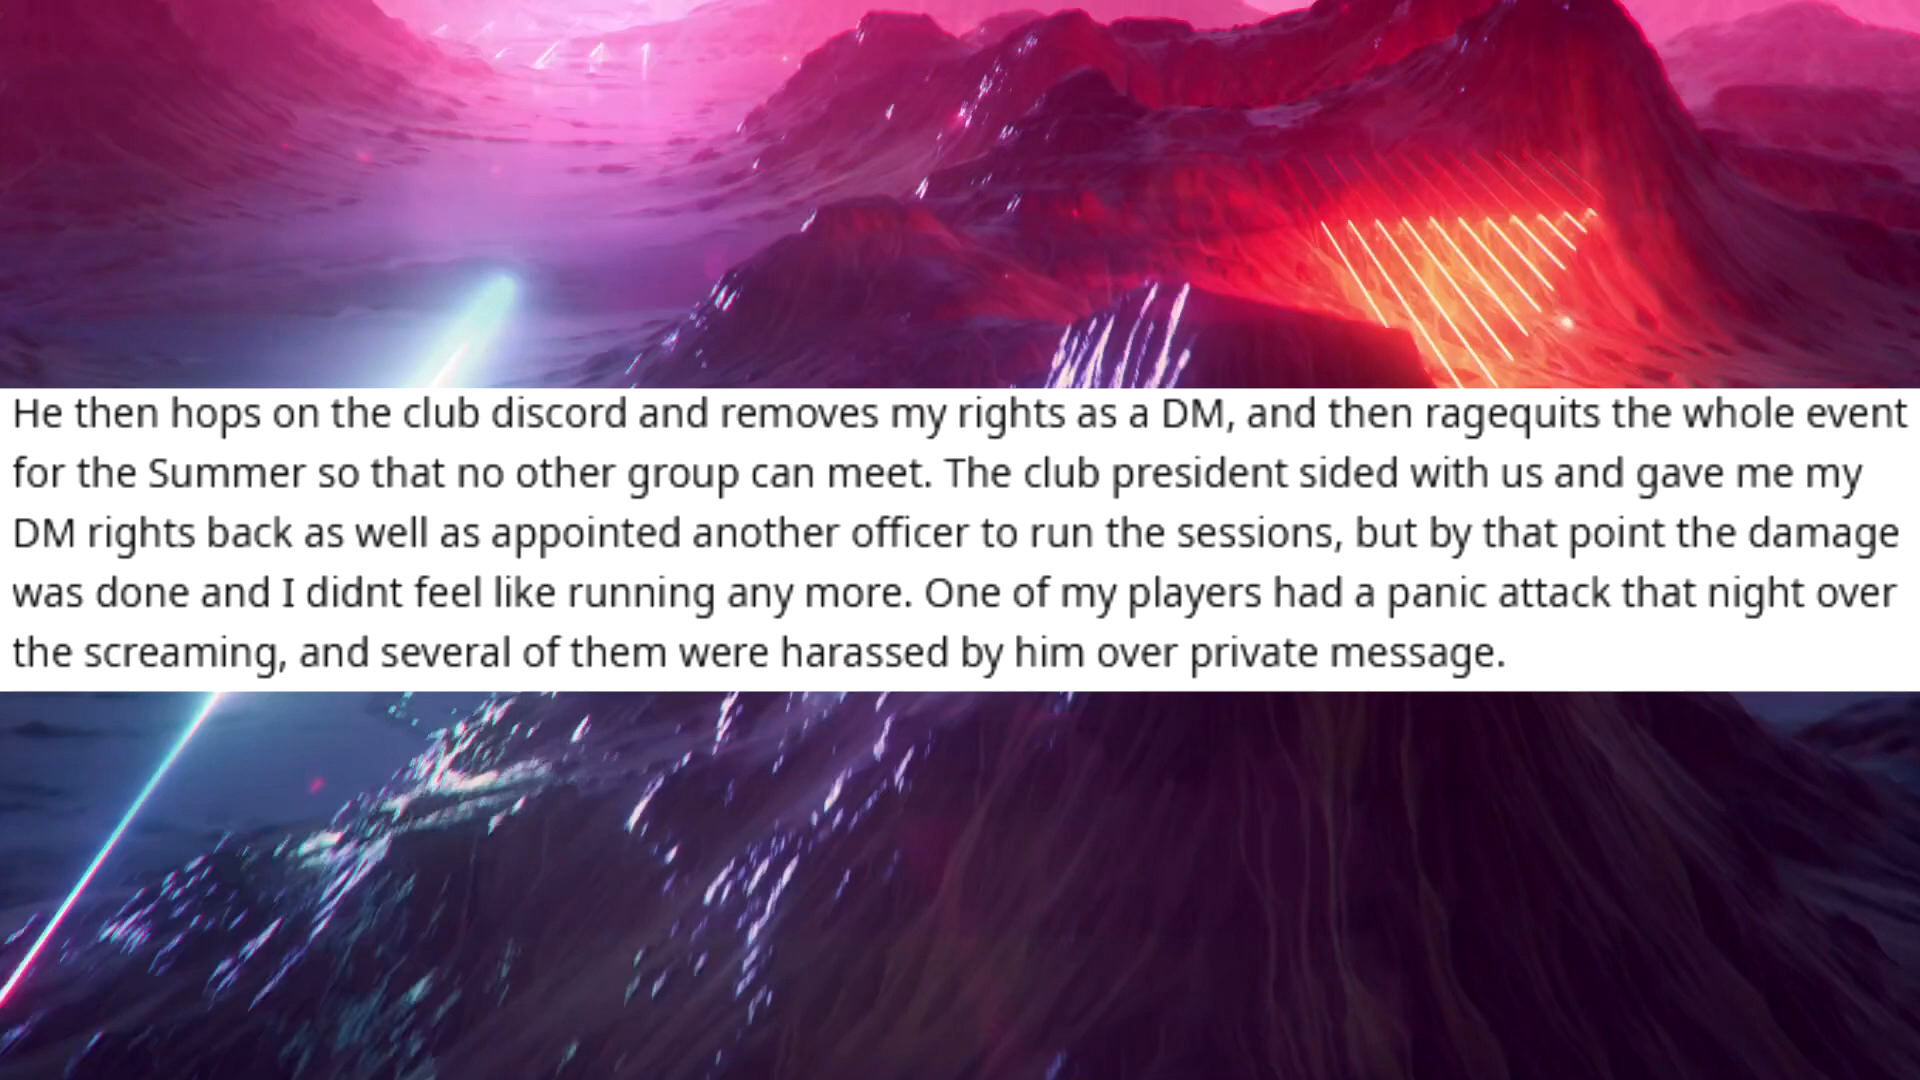 He then hops on the club discord and removes my rights as a DM, and then ragequits the whole event
for the Summer so that no other group can meet. The club president sided with us and gave me my
DM rights back as well as appointed another officer to run the sessions, but by that point the damage
was done and I didnt feel like running any more. One of my players had a panic attack that night over
the screaming, and several of them were harassed by him over private message.